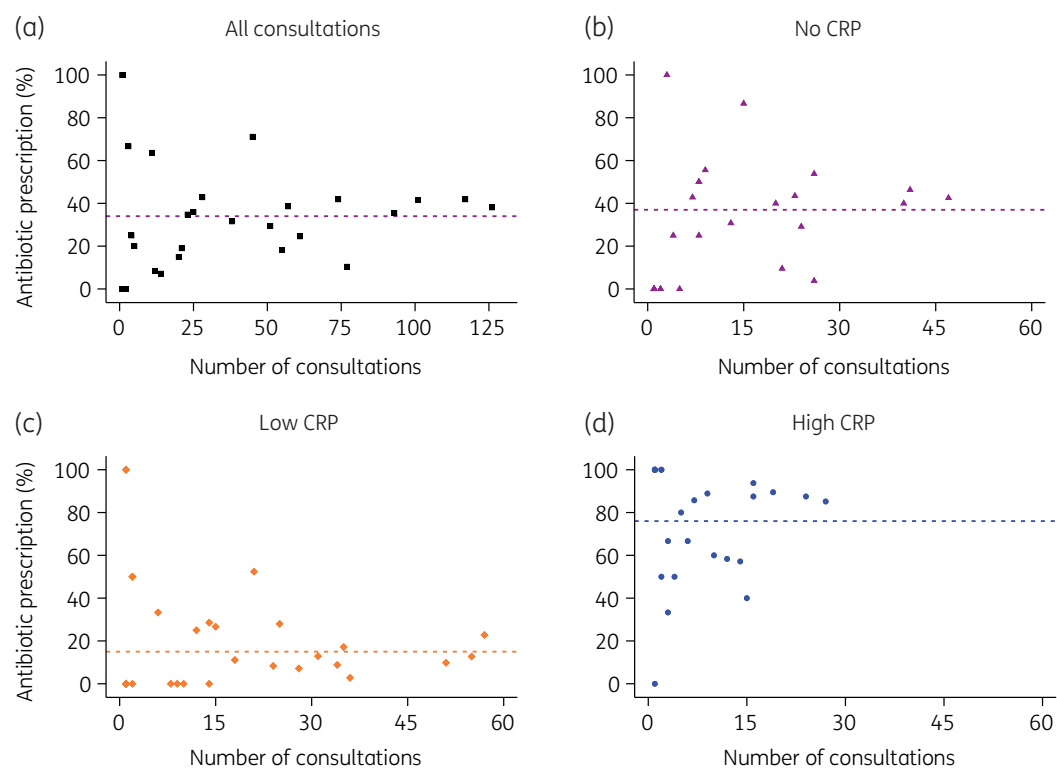 (a)
All consultations
Antibiotic prescription (%)
100
80
60
40
20
0
0 25 50 75 100 125
Number of consultations
(b)
No CRP
100
80
60
40
20
0
0 15 30 45 60
Number of consultations
(c)
Low CRP
Antibiotic prescription (%)
100
80
60
40
20
0
0 15 30 45 60
Number of consultations
(d)
High CRP
100
80
60
40
20
0
0 15 30 45 60
Number of consultations